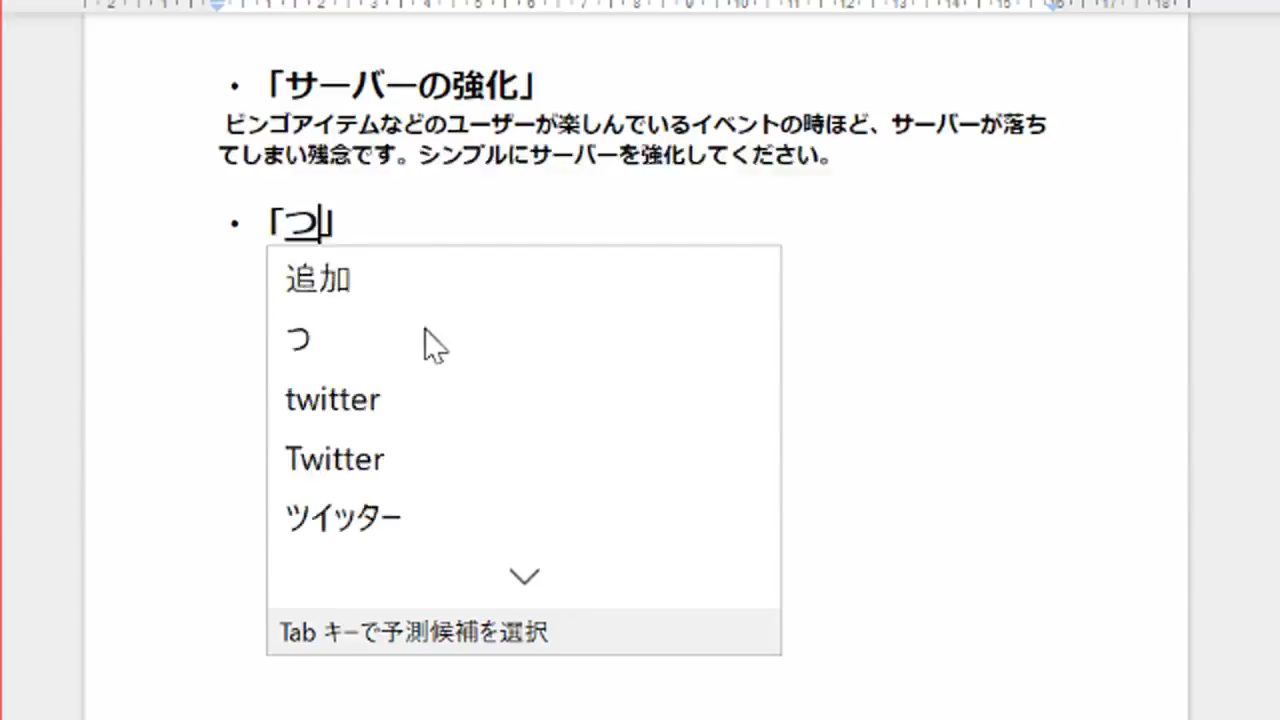 ・「サーバーの強化」
ビンゴアイテムなどのユーザーが楽しんでいるイベントの時ほど、サーバーが落ち
てしまい残念です。シンプルにサーバーを強化してください。
・「つ」
追加
つ
twitter
Twitter
ツイッター
Tab キーで予測候補を選択